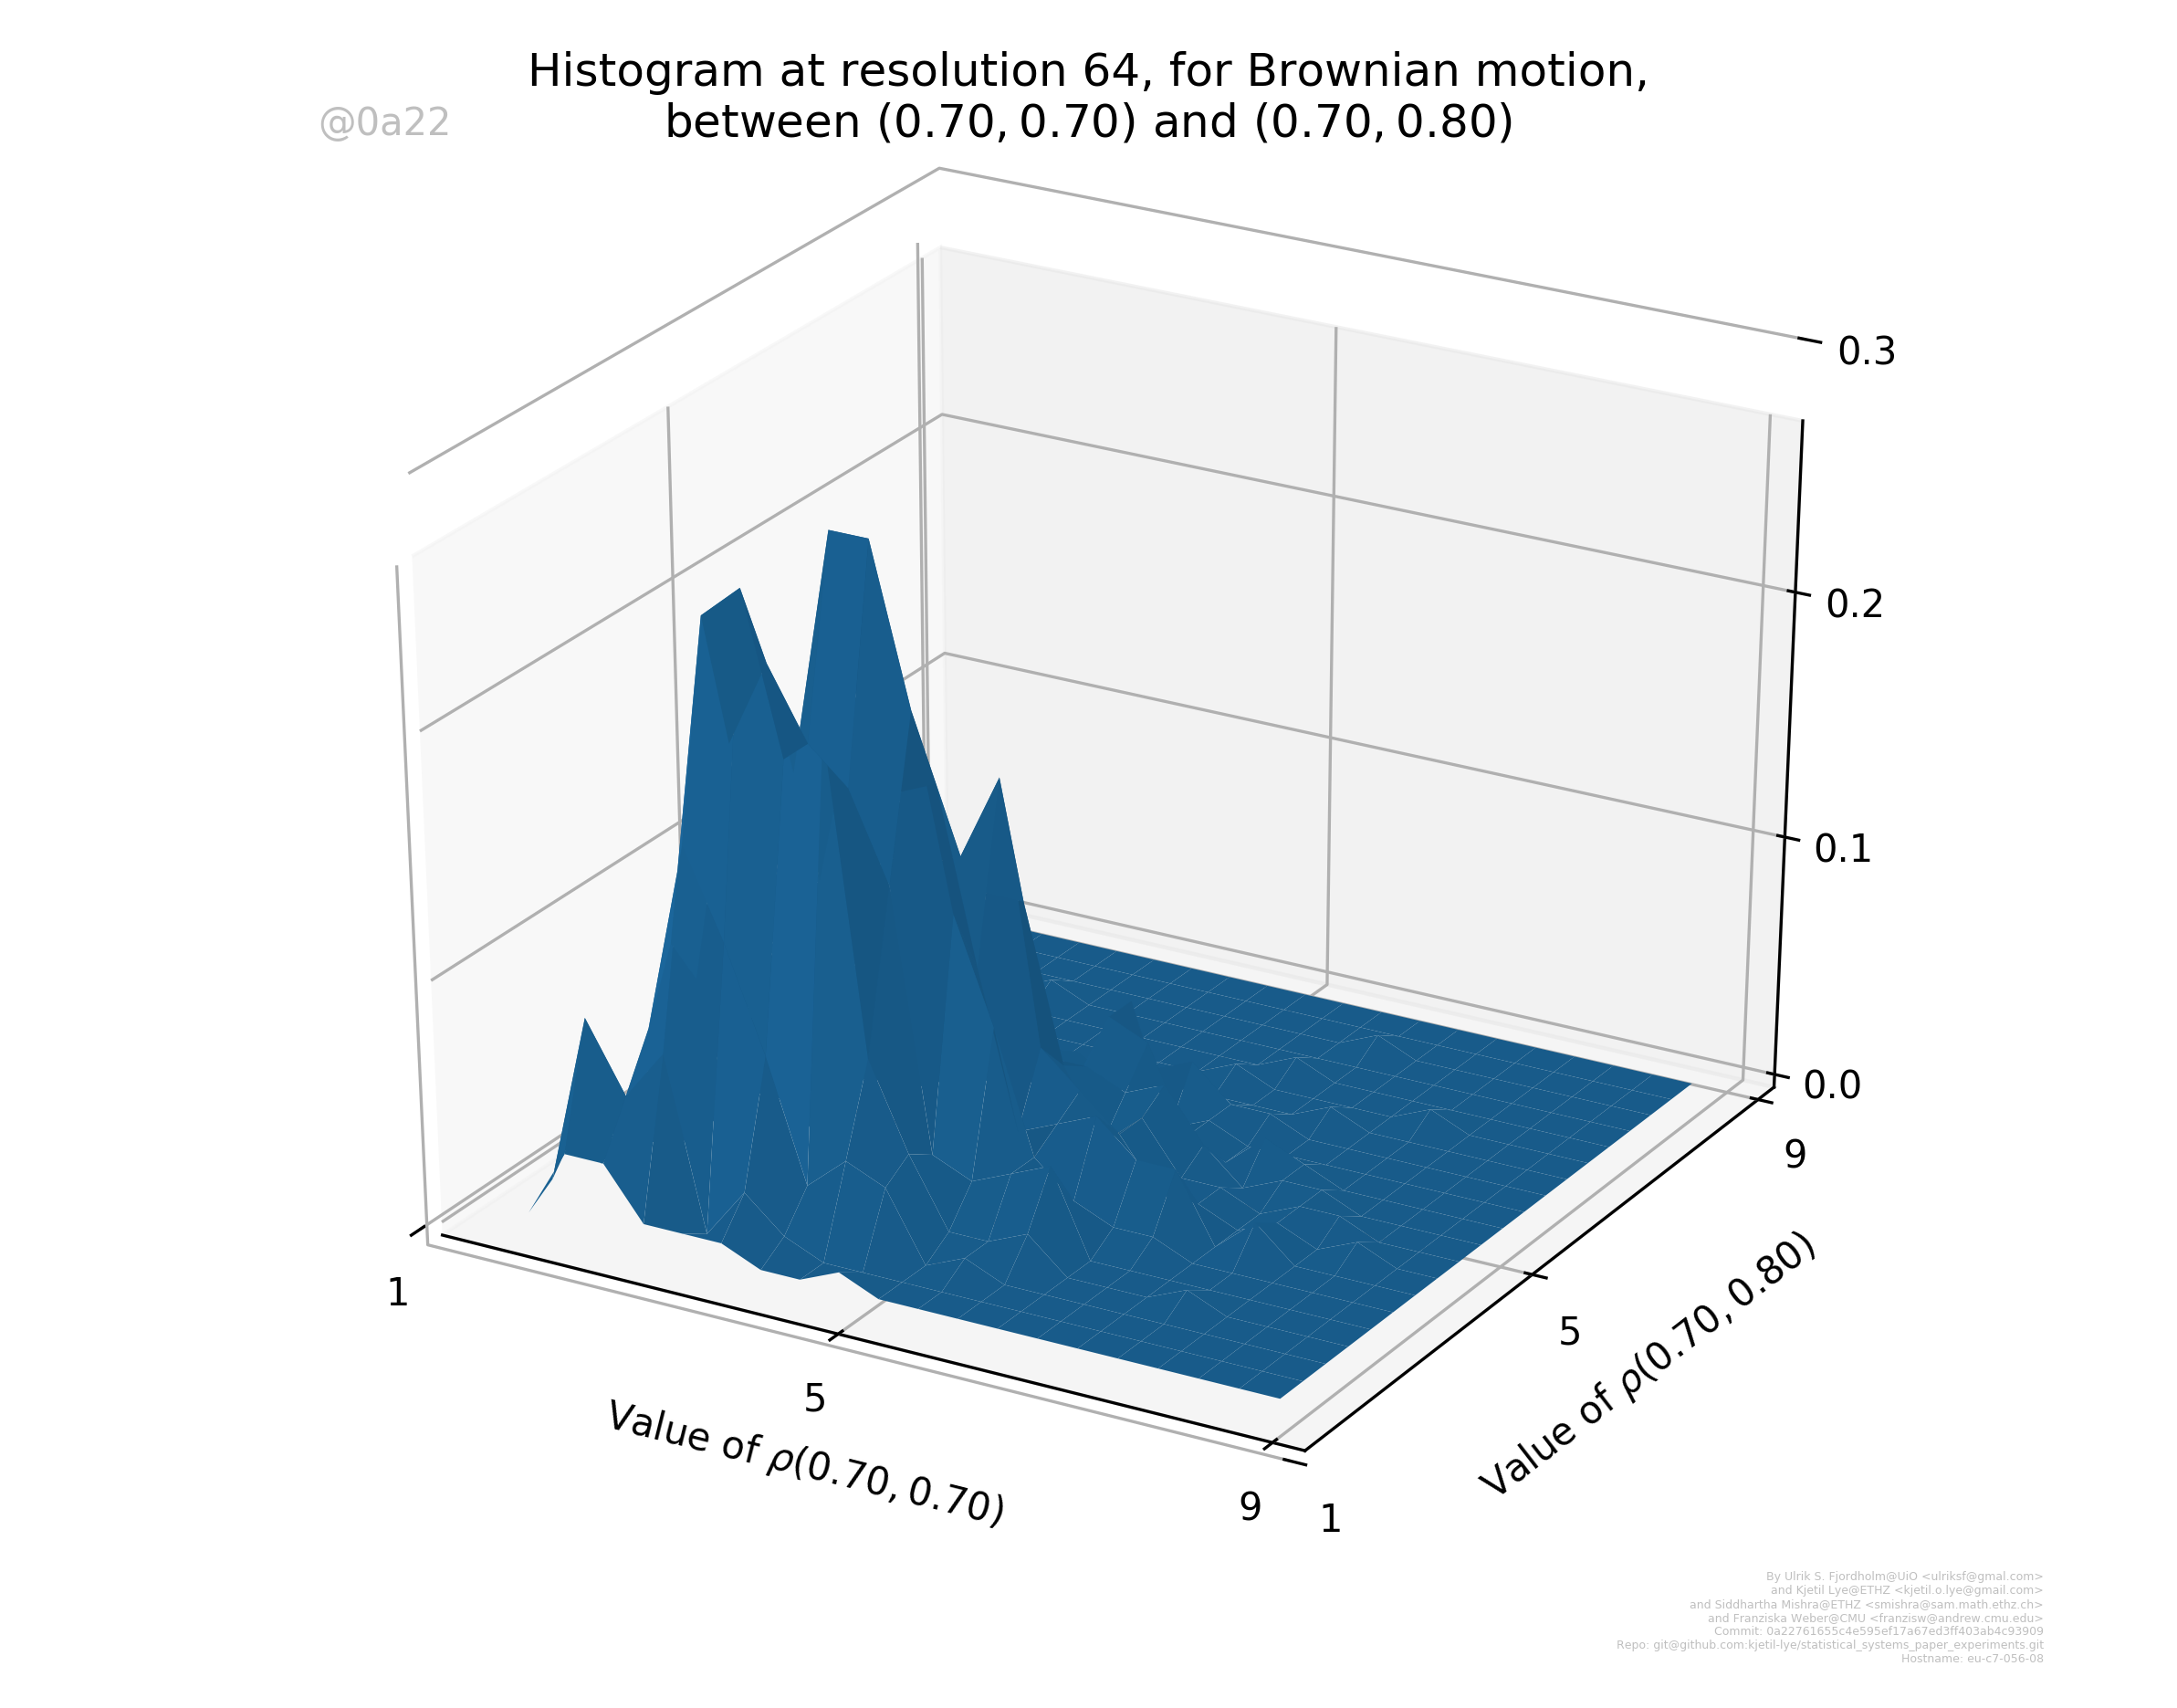 Histogram at resolution 64, for Brownian motion,
between (0.70, 0.70) and (0.70, 0.80)
@0a22
0.3
0.2
0.1
0.0
9
5
1
1
5
9
Value of ρ(0.70, 0.70)
Value of ρ(0.70, 0.80)
By Ulrik S. Fjordholm@UiO <ulriksf@gmal.com>
and Kjetil Lye@ETHZ <kjetil.o.lye@gmail.com>
and Siddhartha Mishra@ETHZ <smishra@sam.math.ethz.ch>
and Franziska Weber@CMU <franzisw@andrew.cmu.edu>
Commit: 0a22761655c4e595ef17a67ed3ff403ab4c93909
Repo: git@github.com:kjetil-lye/statistical_systems_paper_experiments.git
Hostname: eu-c7-056-08